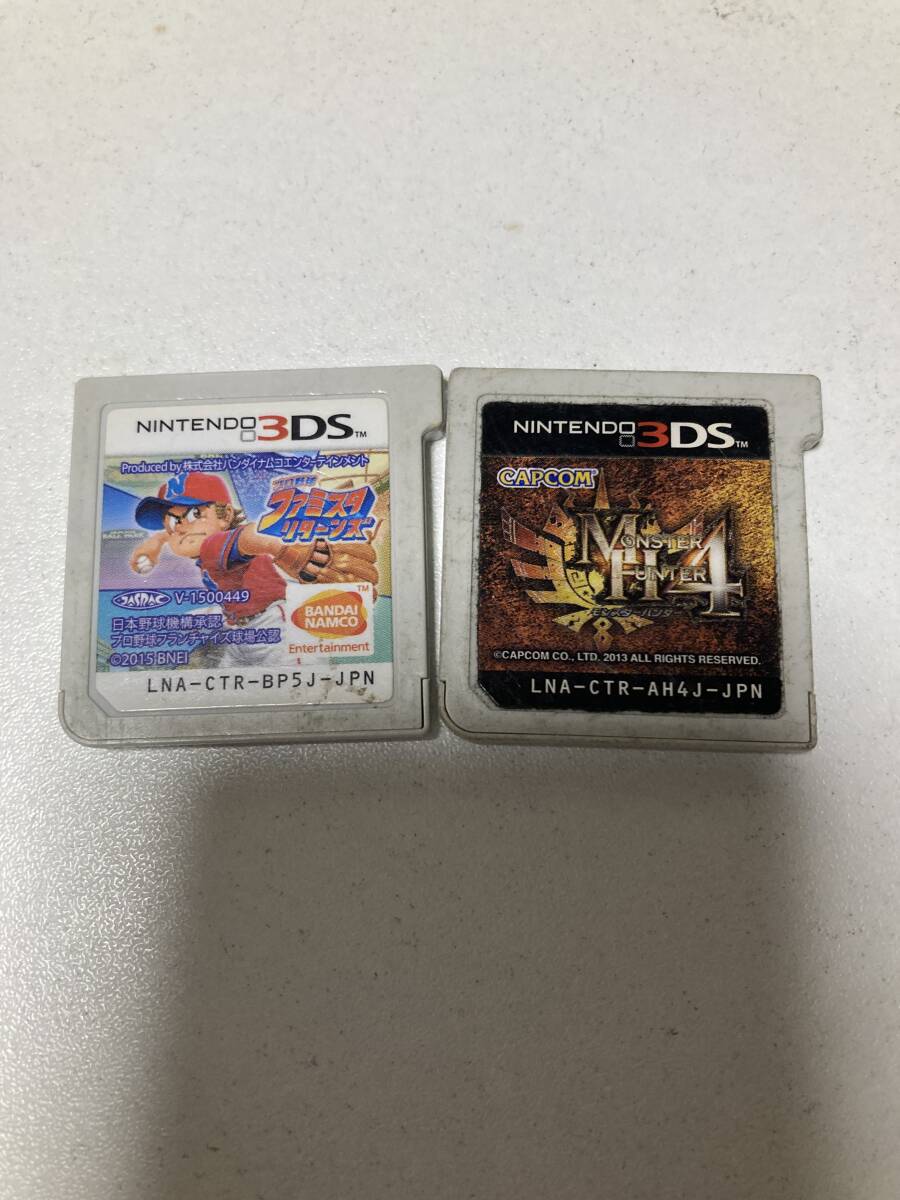 NINTENDO 3DS™
Produced by 株式会社バンダイナムコエンターテインメント
プロ野球
ファミスタ
リターンズ
JASRAC V-1500449
日本野球機構承認
プロ野球フランチャイズ球場公認
©2015 BNEI
BANDAI
NAMCO
™
Entertainment
LNA-CTR-BP5J-JPN
NINTENDO 3DS™
CAPCOM
MONSTER
HUNTER 4
モンスターハンター
©CAPCOM CO., LTD. 2013 ALL RIGHTS RESERVED.
LNA-CTR-AH4J-JPN